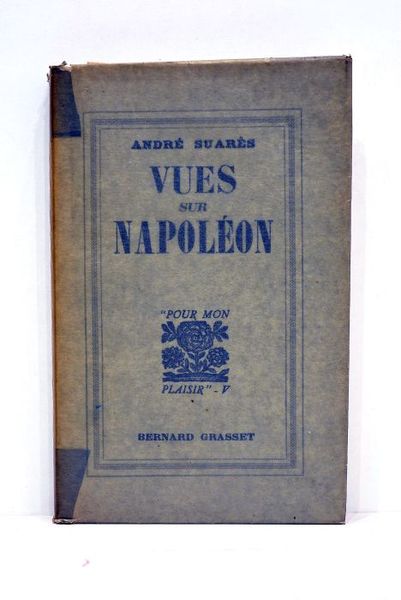 ANDRÉ SUARÈS
VUES
SUR
NAPOLÉON
"POUR MON
PLAISIR" - V
BERNARD GRASSET